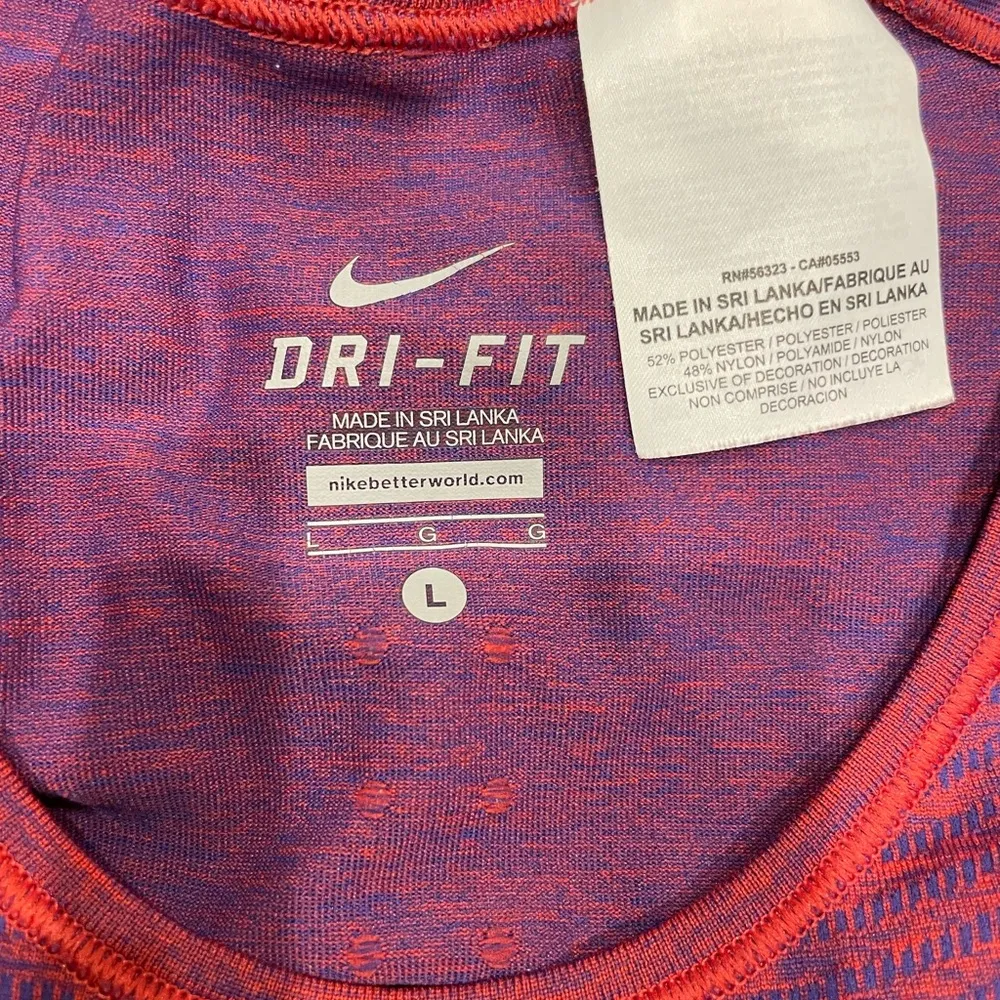 DRI-FIT
MADE IN SRI LANKA
FABRIQUE AU SRI LANKA
nikebetterworld.com
L G G
L
RN#56323 - CA#05553
MADE IN SRI LANKA/FABRIQUE AU
SRI LANKA/HECHO EN SRI LANKA
52% POLYESTER / POLYESTER / POLIESTER
48% NYLON / POLYAMIDE / NYLON
EXCLUSIVE OF DECORATION / DECORATION
NON COMPRISE / NO INCLUYE LA
DECORACION